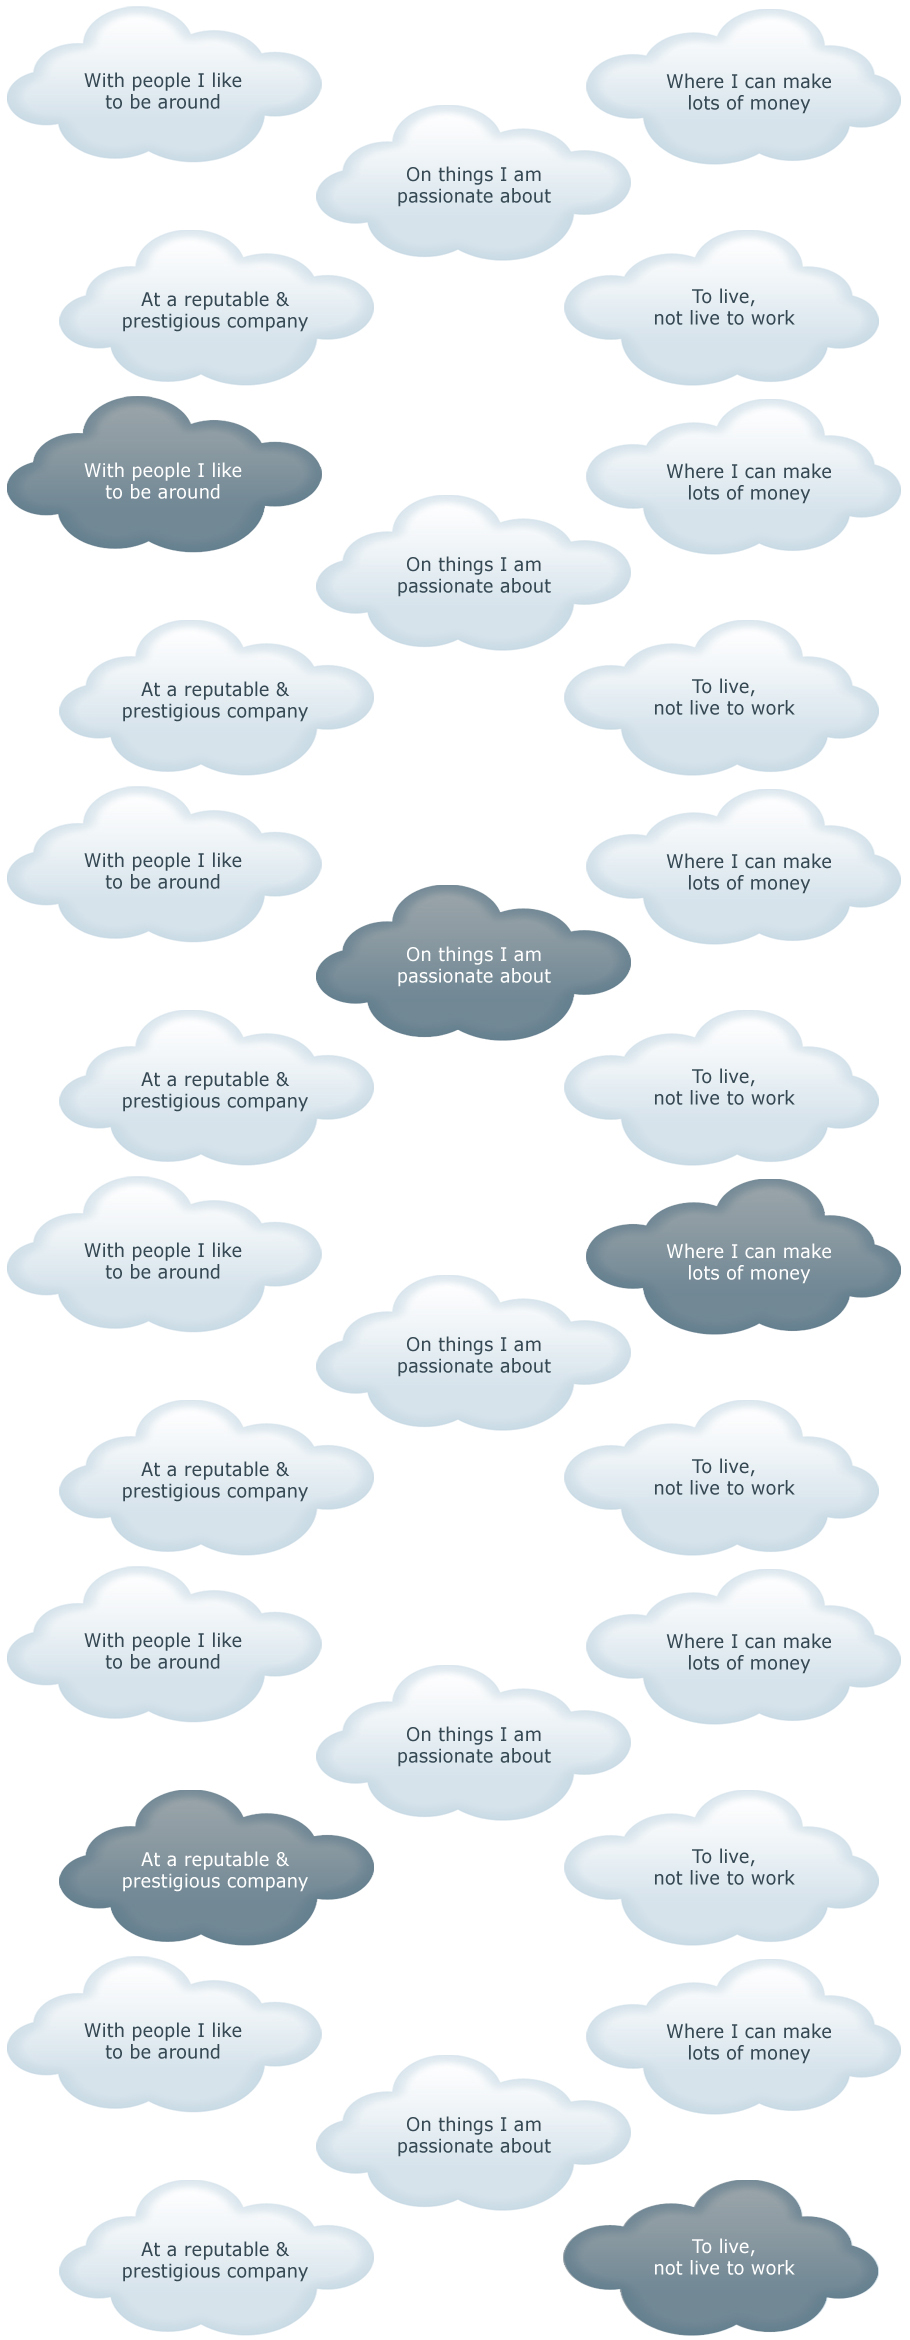 With people I like
to be around
Where I can make
lots of money
On things I am
passionate about
At a reputable &
prestigious company
To live,
not live to work
With people I like
to be around
Where I can make
lots of money
On things I am
passionate about
At a reputable &
prestigious company
To live,
not live to work
With people I like
to be around
Where I can make
lots of money
On things I am
passionate about
At a reputable &
prestigious company
To live,
not live to work
With people I like
to be around
Where I can make
lots of money
On things I am
passionate about
At a reputable &
prestigious company
To live,
not live to work
With people I like
to be around
Where I can make
lots of money
On things I am
passionate about
At a reputable &
prestigious company
To live,
not live to work
With people I like
to be around
Where I can make
lots of money
On things I am
passionate about
At a reputable &
prestigious company
To live,
not live to work